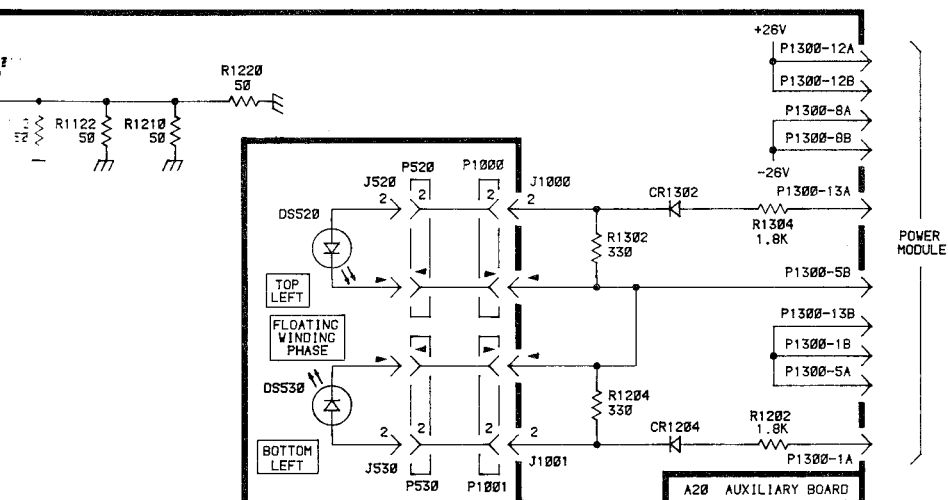 +26V
P1300-12A
P1300-12B
P1300-8A
P1300-8B
-26V
P1300-13A
R1220
50
R1122
50
R1210
50
50
P520
P1000
J520
J1000
2
2
2
2
DS520
CR1302
R1304
1.8K
R1302
330
POWER
MODULE
P1300-5B
TOP
LEFT
FLOATING
WINDING
PHASE
P1300-13B
P1300-1B
P1300-5A
DS530
R1204
330
R1202
1.8K
CR1204
2
2
2
2
BOTTOM
LEFT
J530
J1001
P1300-1A
P530
P1001
A20 AUXILIARY BOARD